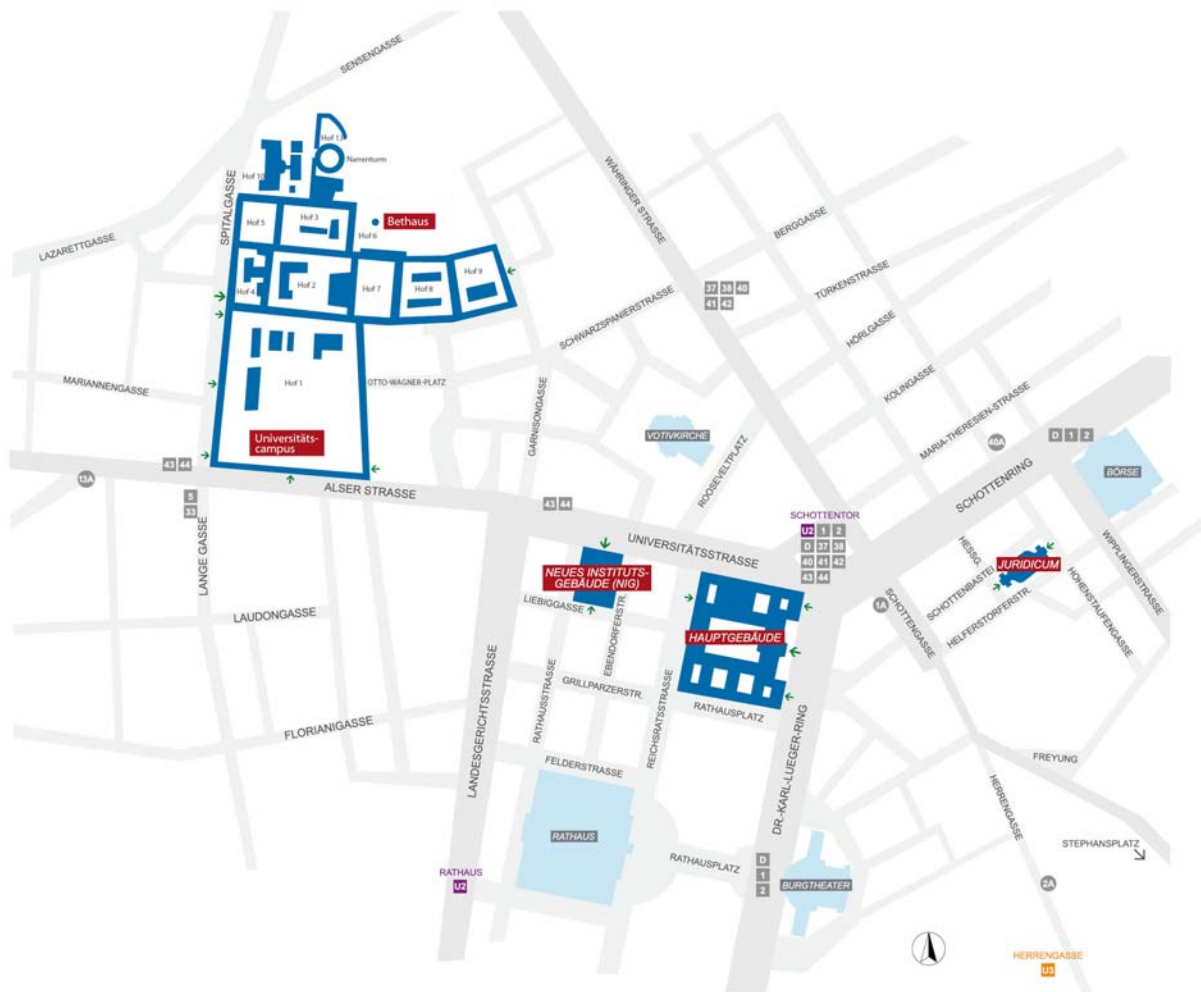 SENSENGASSE
Hof 13
Narrenturm
Hof 10
SPITALGASSE
LAZARETTGASSE
Hof 5
Hof 3
Hof 6
Bethaus
Hof 4
Hof 2
Hof 7
Hof 8
Hof 9
WÄHRINGER STRASSE
BERGGASSE
TÜRKENSTRASSE
37 38 40
41 42
HÖRLGASSE
SCHWARZSPANIERSTRASSE
KOLINGASSE
MARIANNENGASSE
Hof 1
OTTO-WAGNER-PLATZ
GARNISONGASSE
MARIA-THERESIEN-STRASSE
VOTIVKIRCHE
ROOSEVELTPLATZ
40A
D 1 2
BÖRSE
Universitäts-
campus
43 44
13A
ALSER STRASSE
5
33
LANGE GASSE
43 44
UNIVERSITÄTSSTRASSE
SCHOTTENTOR
U2 1 2
D 37 38
40 41 42
43 44
SCHOTTENRING
WIPPLINGERSTRASSE
HESSG.
JURIDICUM
SCHOTTENBASTEI
HOHENSTAUFENGASSE
HELFERSTORFERSTR.
1A
SCHOTTENGASSE
NEUES INSTITUTS-
GEBÄUDE (NIG)
LIEBIGGASSE
EBENDORFERSTR.
HAUPTGEBÄUDE
LAUDONGASSE
GRILLPARZERSTR.
RATHAUSSTRASSE
REICHSRATSSTRASSE
RATHAUSPLATZ
LANDESGERICHTSSTRASSE
FLORIANIGASSE
FELDERSTRASSE
DR.-KARL-LUEGER-RING
FREYUNG
HERRENGASSE
RATHAUS
RATHAUSPLATZ
STEPHANSPLATZ
RATHAUS
U2
D
1
2
BURGTHEATER
2A
HERRENGASSE
U3